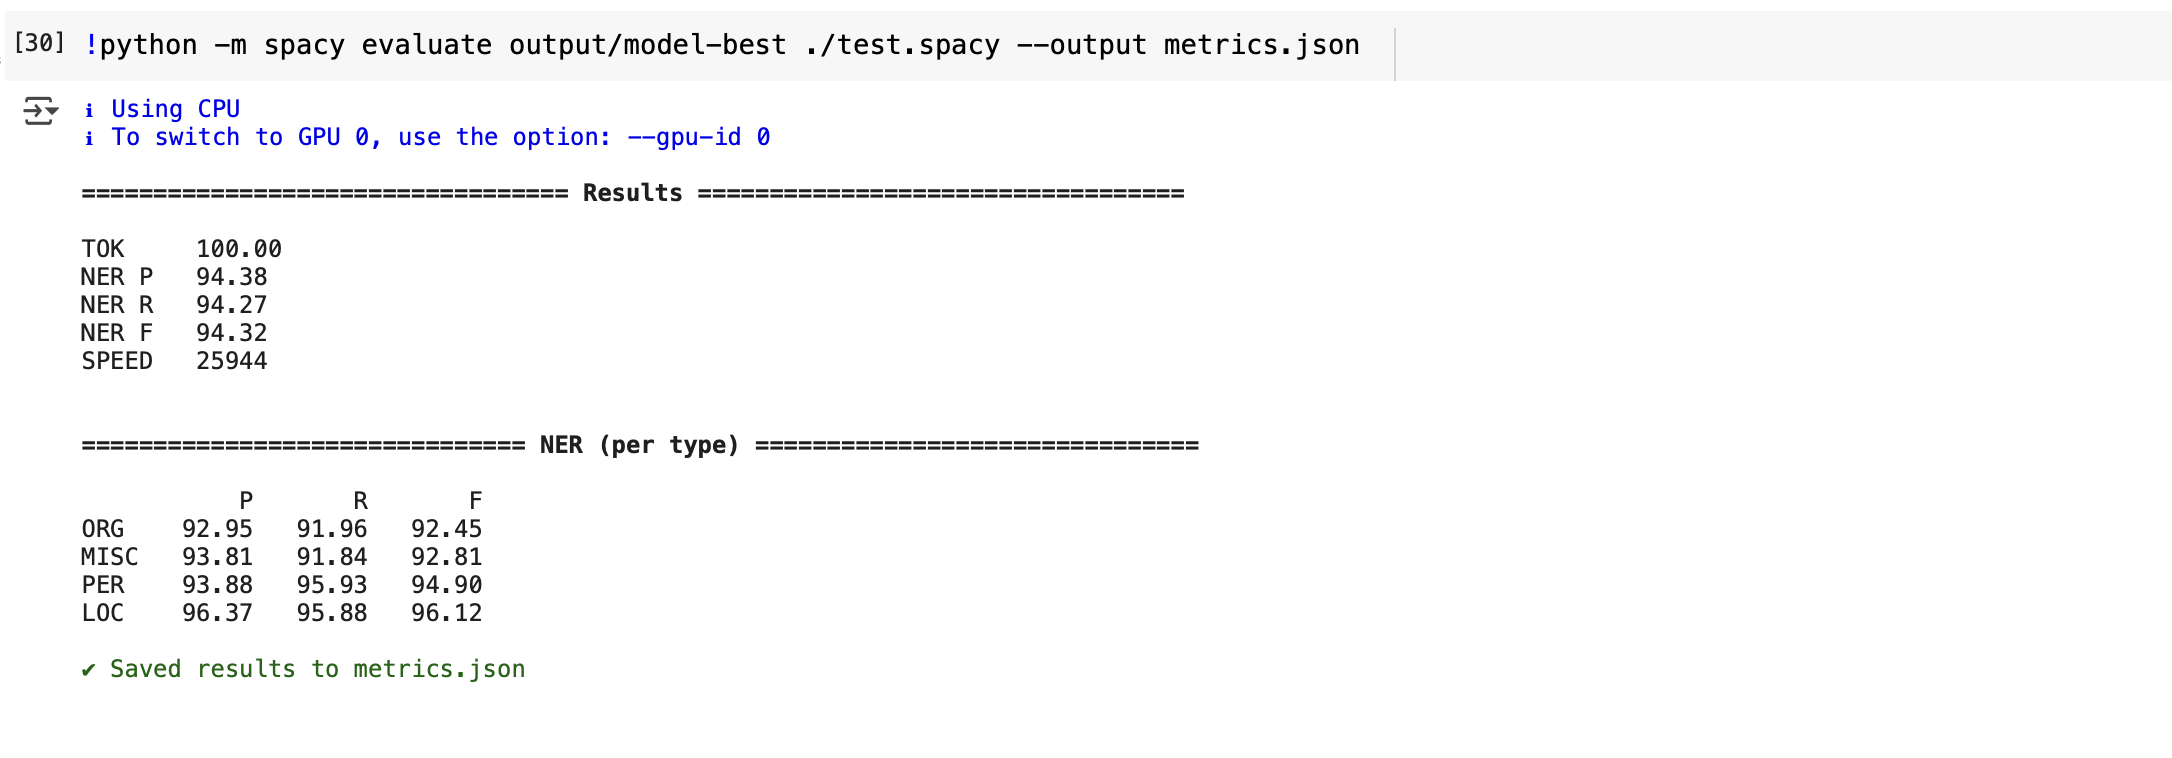 [30] !python -m spacy evaluate output/model-best ./test.spacy --output metrics.json
ℹ Using CPU
ℹ To switch to GPU 0, use the option: --gpu-id 0
================================== Results ==================================
TOK     100.00
NER P   94.38
NER R   94.27
NER F   94.32
SPEED   25944
=============================== NER (per type) ===============================
           P       R       F
ORG    92.95   91.96   92.45
MISC   93.81   91.84   92.81
PER    93.88   95.93   94.90
LOC    96.37   95.88   96.12
✔ Saved results to metrics.json